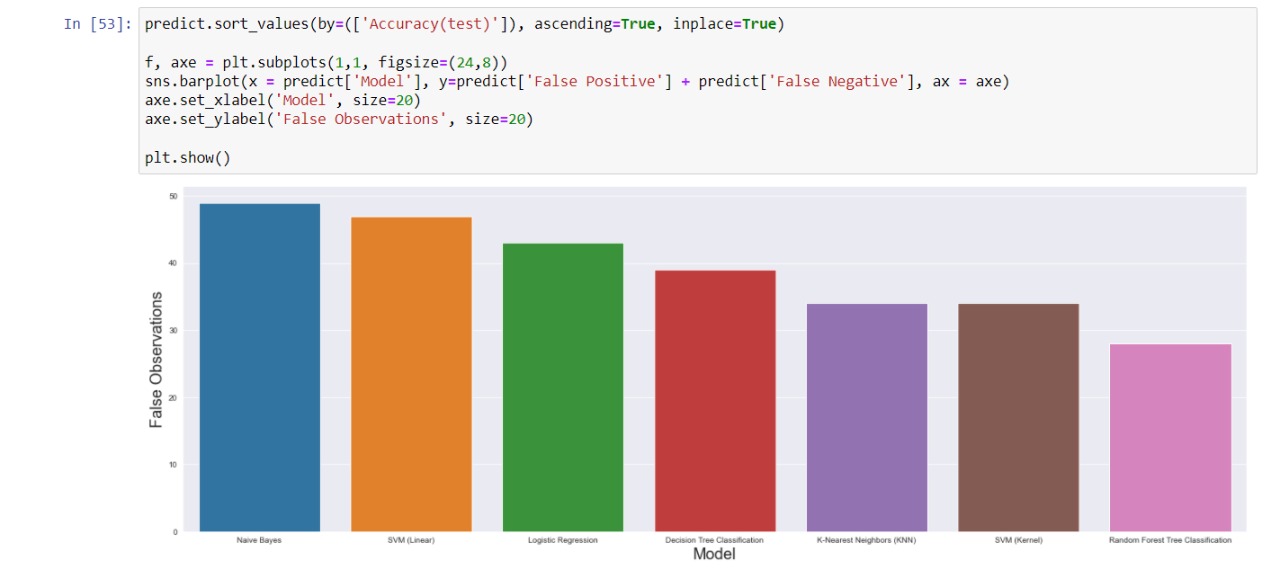 In [53]: predict.sort_values(by=(['Accuracy(test)']), ascending=True, inplace=True)
f, axe = plt.subplots(1,1, figsize=(24,8))
sns.barplot(x = predict['Model'], y=predict['False Positive'] + predict['False Negative'], ax = axe)
axe.set_xlabel('Model', size=20)
axe.set_ylabel('False Observations', size=20)
plt.show()
False Observations
50
40
30
20
10
0
Naive Bayes SVM (Linear) Logistic Regression Decision Tree Classification K-Nearest Neighbors (KNN) SVM (Kernel) Random Forest Tree Classification
Model